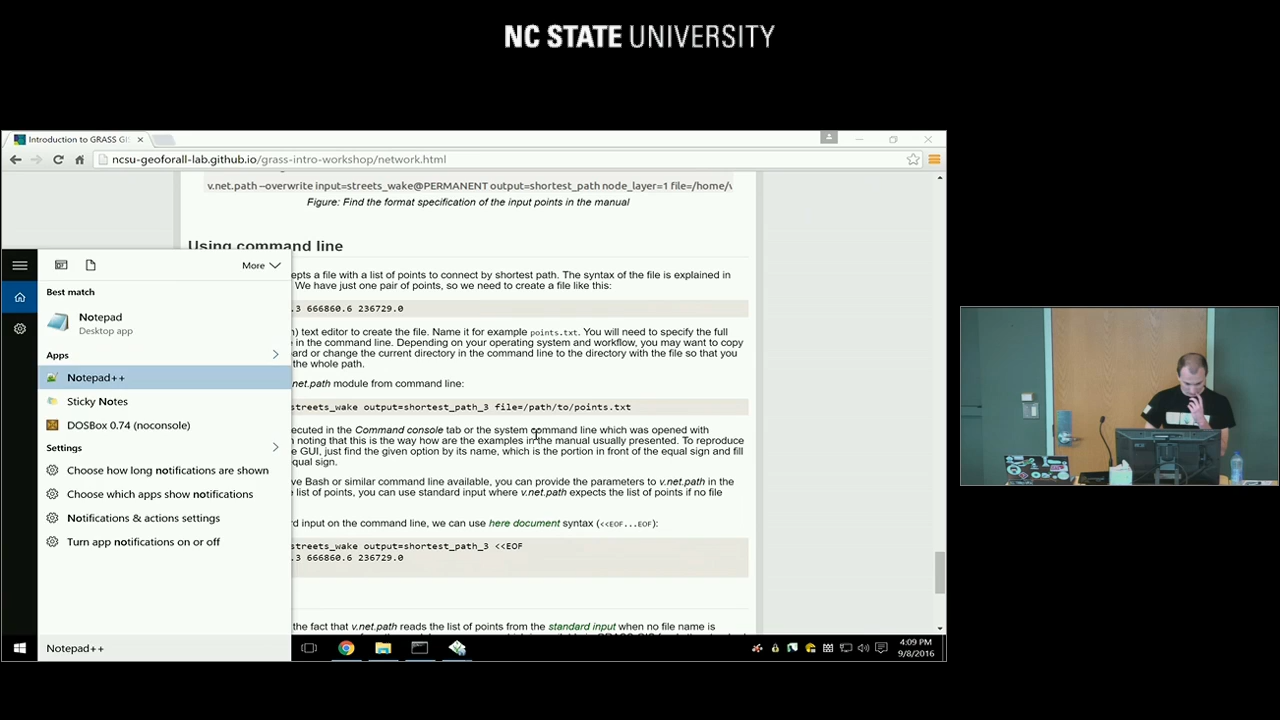 NC STATE UNIVERSITY
Introduction to GRASS GI
ncsu-geoforall-lab.github.io/grass-intro-workshop/network.html
v.net.path --overwrite input=streets_wake@PERMANENT output=shortest_path node_layer=1 file=/home/v
Figure: Find the format specification of the input points in the manual
Using command line
epts a file with a list of points to connect by shortest path. The syntax of the file is explained in
We have just one pair of points, so we need to create a file like this:
.3 666860.6 236729.0
) text editor to create the file. Name it for example points.txt. You will need to specify the full
in the command line. Depending on your operating system and workflow, you may want to copy
ard or change the current directory in the command line to the directory with the file so that you
the whole path.
.net.path module from command line:
streets_wake output=shortest_path_3 file=/path/to/points.txt
ecuted in the Command console tab or the system command line which was opened with
noting that this is the way how are the examples in the manual usually presented. To reproduce
e GUI, just find the given option by its name, which is the portion in front of the equal sign and fill
equal sign.
ve Bash or similar command line available, you can provide the parameters to v.net.path in the
e list of points, you can use standard input where v.net.path expects the list of points if no file
rd input on the command line, we can use here document syntax (<<EOF...EOF):
streets_wake output=shortest_path_3 <<EOF
.3 666860.6 236729.0
the fact that v.net.path reads the list of points from the standard input when no file name is
More
Best match
Notepad
Desktop app
Apps
Notepad++
Sticky Notes
DOSBox 0.74 (noconsole)
Settings
Choose how long notifications are shown
Choose which apps show notifications
Notifications & actions settings
Turn app notifications on or off
Notepad++
4:09 PM
9/8/2016